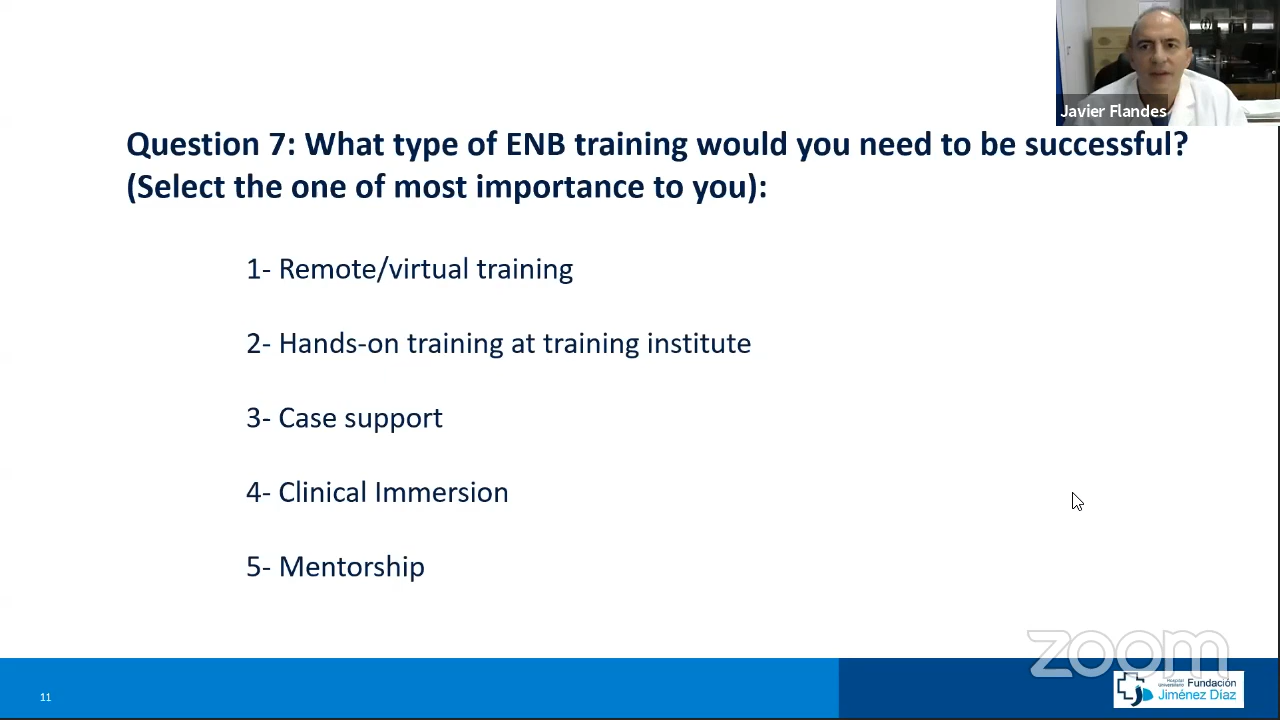 Javier Flandes
Question 7: What type of ENB training would you need to be successful?
(Select the one of most importance to you):
1- Remote/virtual training
2- Hands-on training at training institute
3- Case support
4- Clinical Immersion
5- Mentorship
zoom
11
Hospital
Universitario
Fundación
Jiménez Díaz